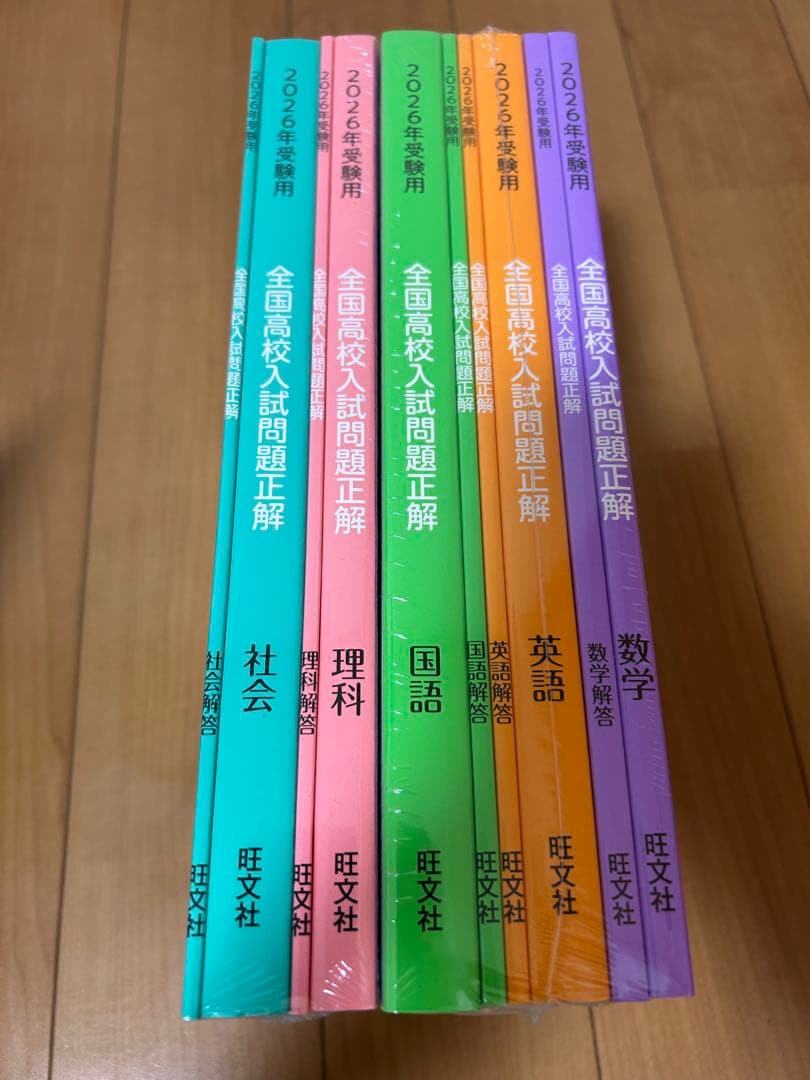 2026年受験用 全国高校入試問題正解 社会解答 旺文社
2026年受験用 全国高校入試問題正解 社会 旺文社
2026年受験用 全国高校入試問題正解 理科解答 旺文社
2026年受験用 全国高校入試問題正解 理科 旺文社
2026年受験用 全国高校入試問題正解 国語 旺文社
2026年受験用 全国高校入試問題正解 国語解答 旺文社
2026年受験用 全国高校入試問題正解 英語解答 旺文社
2026年受験用 全国高校入試問題正解 英語 旺文社
2026年受験用 全国高校入試問題正解 数学解答 旺文社
2026年受験用 全国高校入試問題正解 数学 旺文社